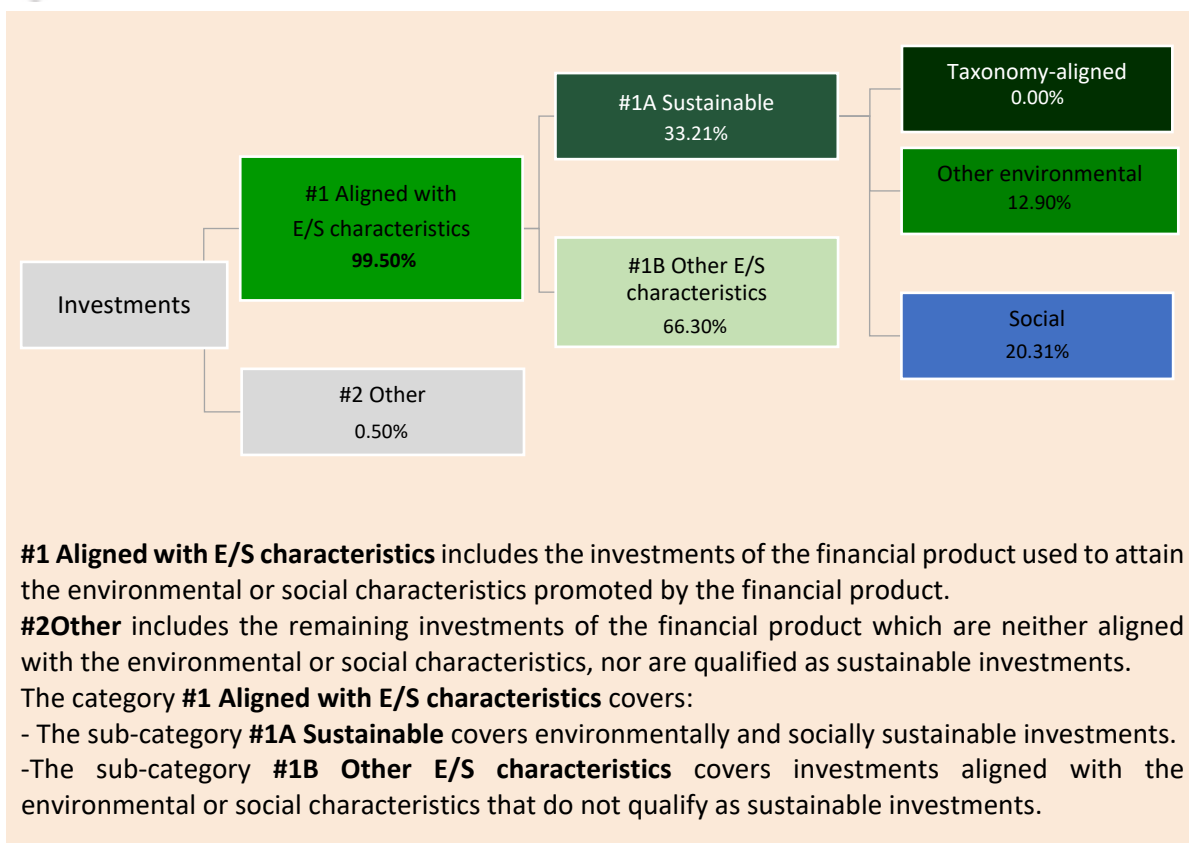 Investments
#1 Aligned with
E/S characteristics
99.50%
#2 Other
0.50%
#1A Sustainable
33.21%
#1B Other E/S
characteristics
66.30%
Taxonomy-aligned
0.00%
Other environmental
12.90%
Social
20.31%
#1 Aligned with E/S characteristics includes the investments of the financial product used to attain
the environmental or social characteristics promoted by the financial product.
#2Other includes the remaining investments of the financial product which are neither aligned
with the environmental or social characteristics, nor are qualified as sustainable investments.
The category #1 Aligned with E/S characteristics covers:
- The sub-category #1A Sustainable covers environmentally and socially sustainable investments.
-The sub-category #1B Other E/S characteristics covers investments aligned with the
environmental or social characteristics that do not qualify as sustainable investments.